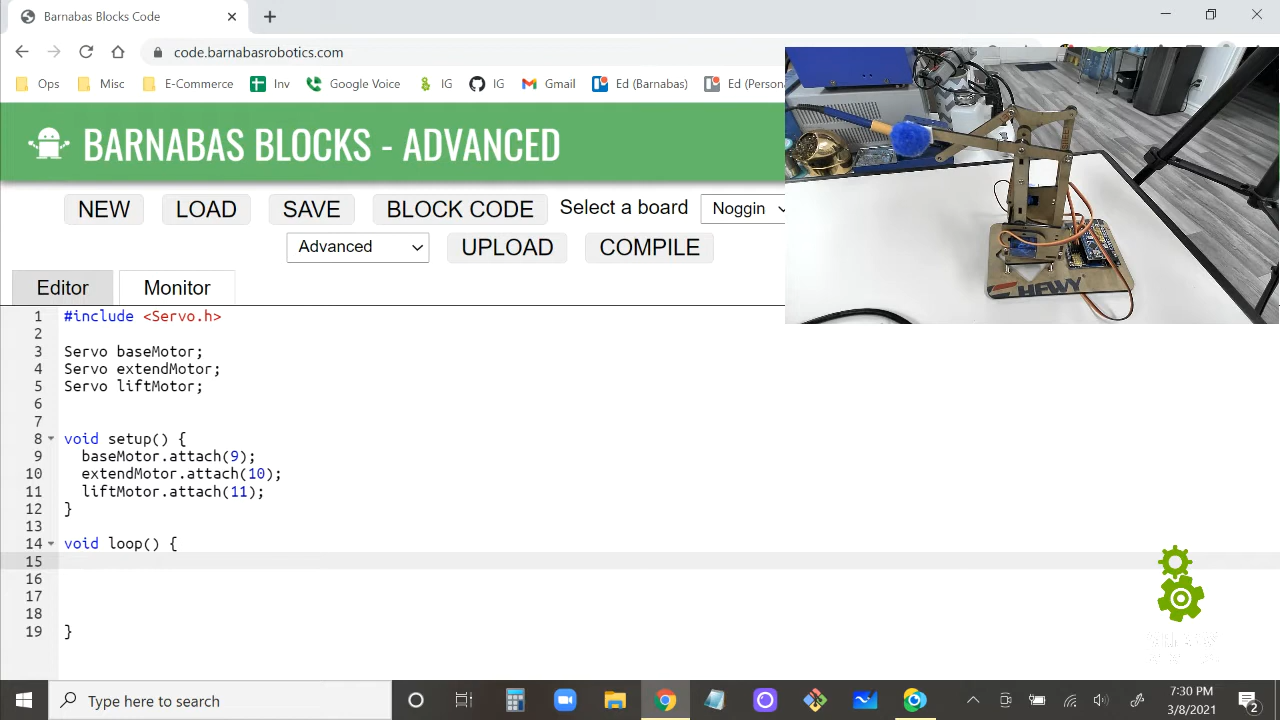 Barnabas Blocks Code
code.barnabasrobotics.com
Ops Misc E-Commerce Inv Google Voice IG IG Gmail Ed (Barnabas) Ed (Person
BARNABAS BLOCKS - ADVANCED
NEW LOAD SAVE BLOCK CODE Select a board Noggin
Advanced UPLOAD COMPILE
Editor Monitor
1 #include <Servo.h>
2
3 Servo baseMotor;
4 Servo extendMotor;
5 Servo liftMotor;
6
7
8 void setup() {
9 baseMotor.attach(9);
10 extendMotor.attach(10);
11 liftMotor.attach(11);
12 }
13
14 void loop() {
15
16
17
18
19 }
HEWY
Type here to search
7:30 PM
3/8/2021
2